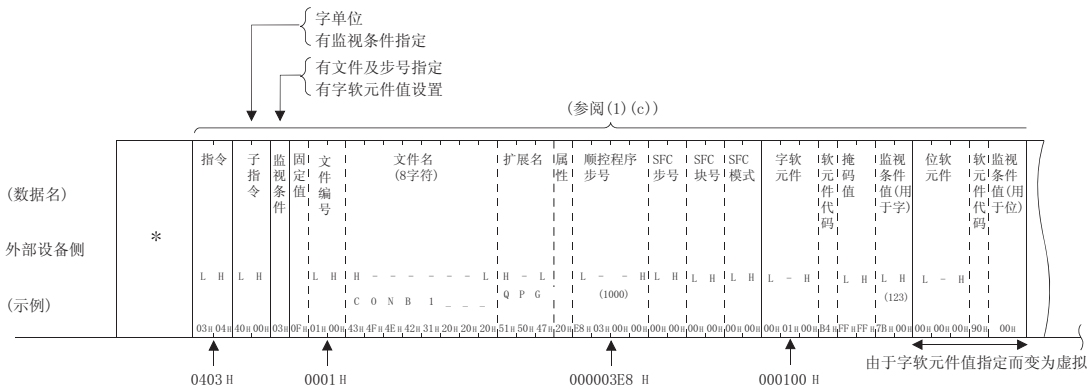 字单位
有监视条件指定
有文件及步号指定
有字软元件值设置
(参阅(1)(c))
指令 子指令 监视条件 固定值 文件编号 文件名(8字符) 扩展名 属性 顺控程序步号 SFC步号 SFC块号 SFC模式 字软元件 软元件代码 掩码值 监视条件值(用于字) 位软元件 软元件代码 监视条件值(用于位)
(数据名)
外部设备侧
*
L H L H L H H - - - - - - L H - L L - - H L H L H L H L - H L H L H L - H
(示例)
C O N B 1 _ _ _ Q P G (1000) (123)
03H 04H 40H 00H 03H 0FH 01H 00H 43H 4FH 4EH 42H 31H 20H 20H 20H 51H 50H 47H 20H E8H 03H 00H 00H 00H 00H 00H 00H 00H 00H 00H 01H 00H B4H FFH FFH 7BH 00H 00H 00H 00H 90H 00H
由于字软元件值指定而变为虚拟
0403 H 0001 H 000003E8 H 000100 H